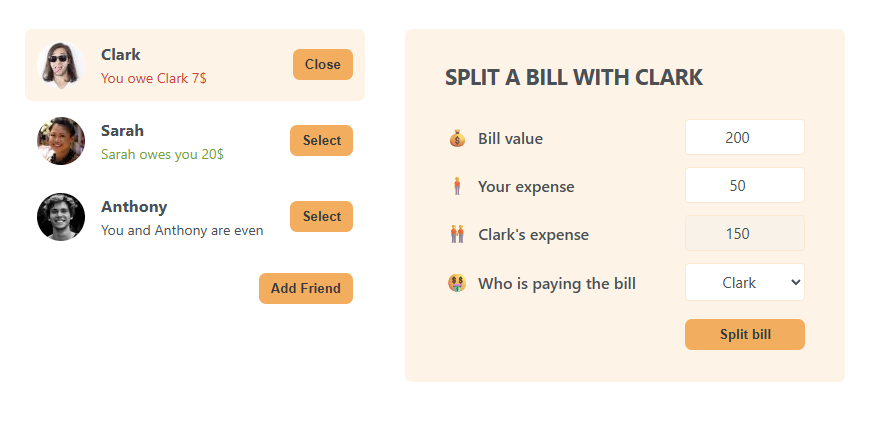 Clark
You owe Clark 7$
Close
Sarah
Sarah owes you 20$
Select
Anthony
You and Anthony are even
Select
Add Friend
SPLIT A BILL WITH CLARK
Bill value
200
Your expense
50
Clark's expense
150
Who is paying the bill
Clark
Split bill